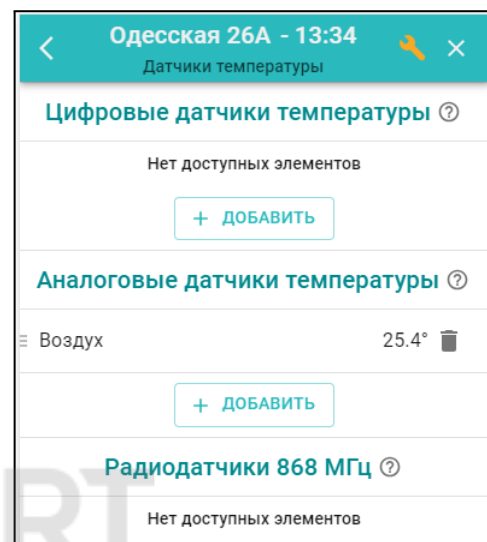 Одесская 26А - 13:34
Датчики температуры
Цифровые датчики температуры ?
Нет доступных элементов
+ ДОБАВИТЬ
Аналоговые датчики температуры ?
Воздух 25.4°
+ ДОБАВИТЬ
Радиодатчики 868 МГц ?
RT
Нет доступных элементов